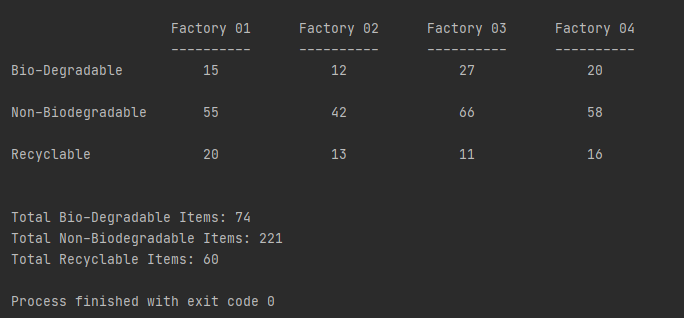 Factory 01 Factory 02 Factory 03 Factory 04
---------- ---------- ---------- ----------
Bio-Degradable 15 12 27 20
Non-Biodegradable 55 42 66 58
Recyclable 20 13 11 16
Total Bio-Degradable Items: 74
Total Non-Biodegradable Items: 221
Total Recyclable Items: 60
Process finished with exit code 0